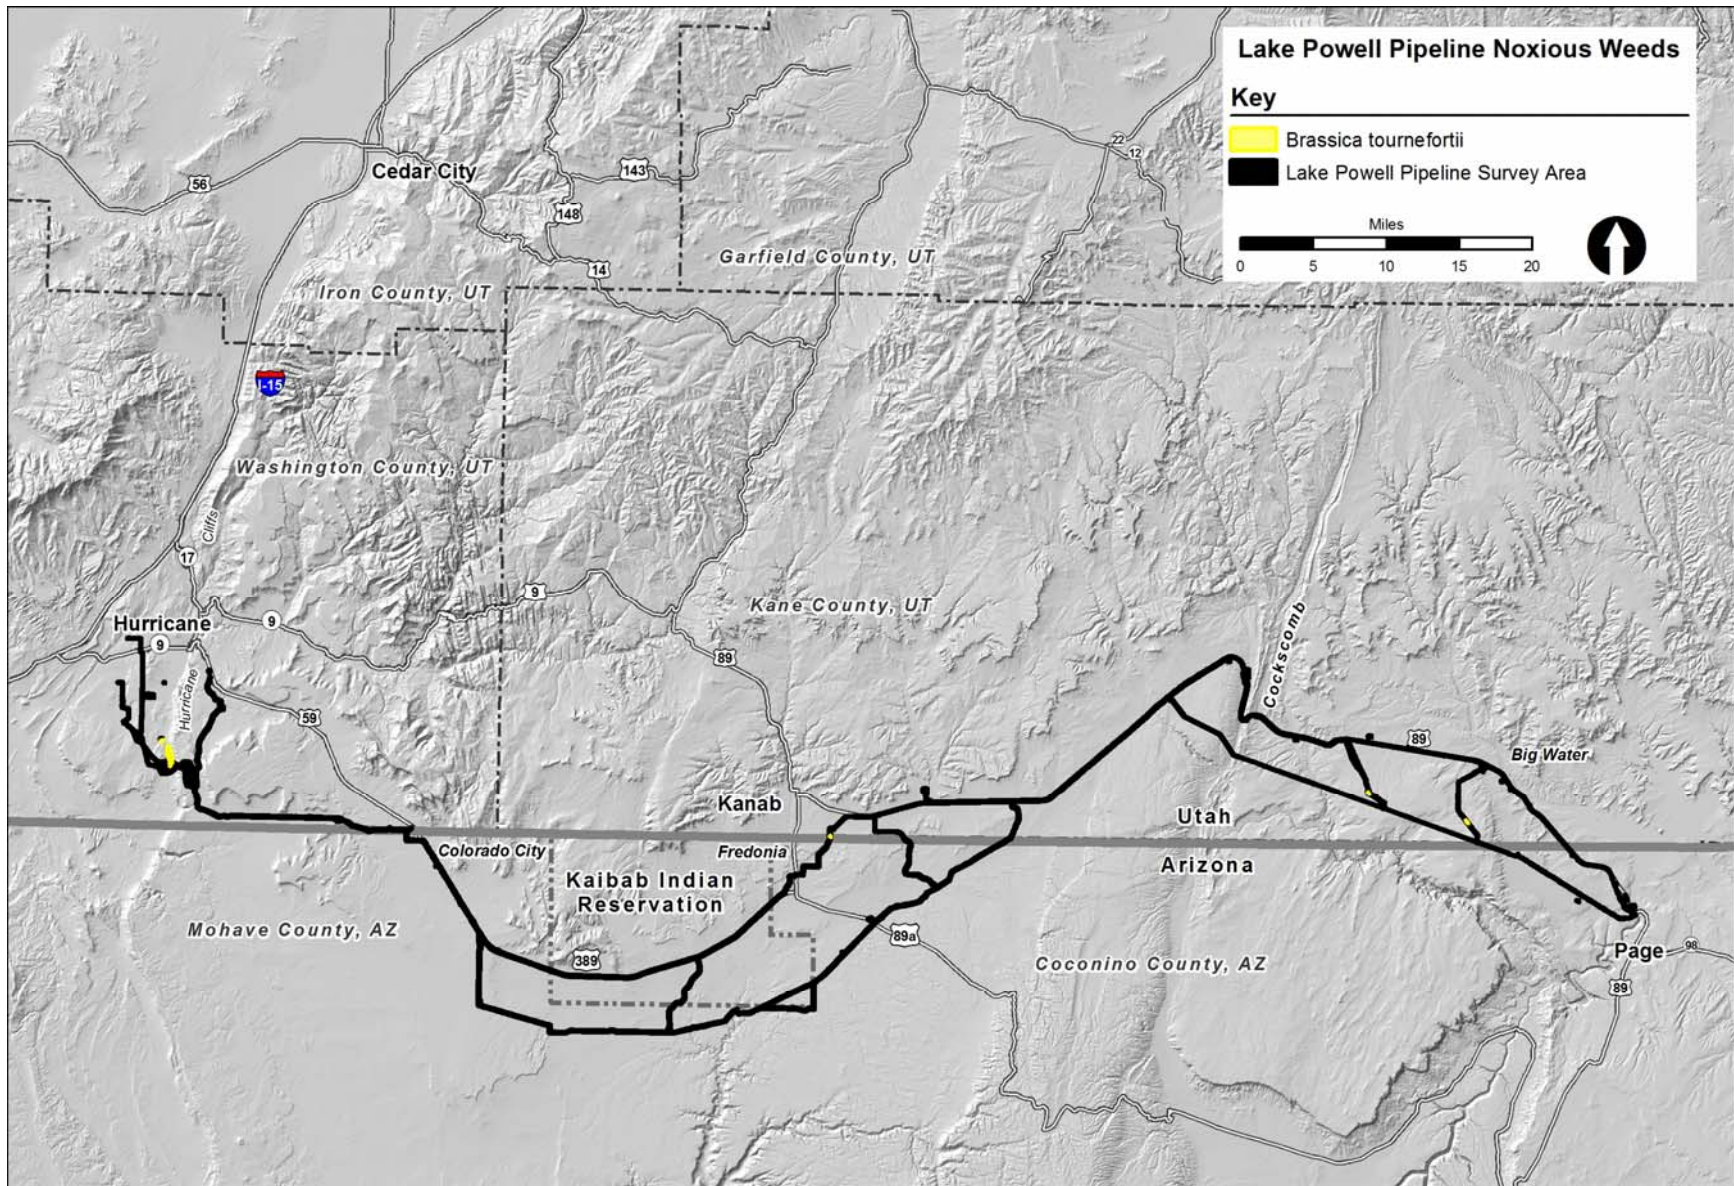 Lake Powell Pipeline Noxious Weeds
Key
Brassica tournefortii
Lake Powell Pipeline Survey Area
Miles
0 5 10 15 20
22
12
143
56
Cedar City
148
14
Garfield County, UT
Iron County, UT
I-15
Washington County, UT
Cliffs
17
9
Kane County, UT
Hurricane
9
9
89
Cockscomb
Hurricane
59
89
Big Water
Kanab
Utah
Colorado City
Fredonia
Arizona
Kaibab Indian
Reservation
Mohave County, AZ
89a
389
Coconino County, AZ
98
Page
89